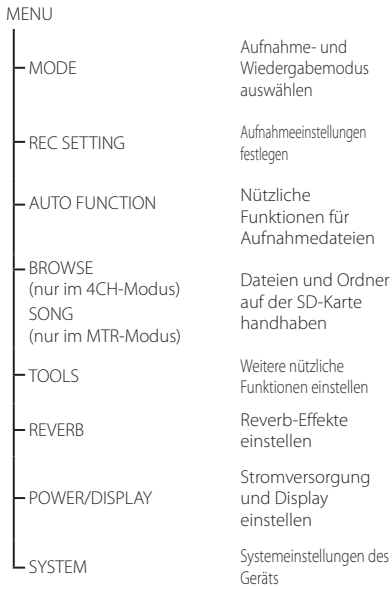 MENU
MODE
Aufnahme- und
Wiedergabemodus
auswählen
REC SETTING
Aufnahmeeinstellungen
festlegen
AUTO FUNCTION
Nützliche
Funktionen für
Aufnahmedateien
BROWSE
(nur im 4CH-Modus)
SONG
(nur im MTR-Modus)
Dateien und Ordner
auf der SD-Karte
handhaben
TOOLS
Weitere nützliche
Funktionen einstellen
REVERB
Reverb-Effekte
einstellen
POWER/DISPLAY
Stromversorgung
und Display
einstellen
SYSTEM
Systemeinstellungen des
Geräts